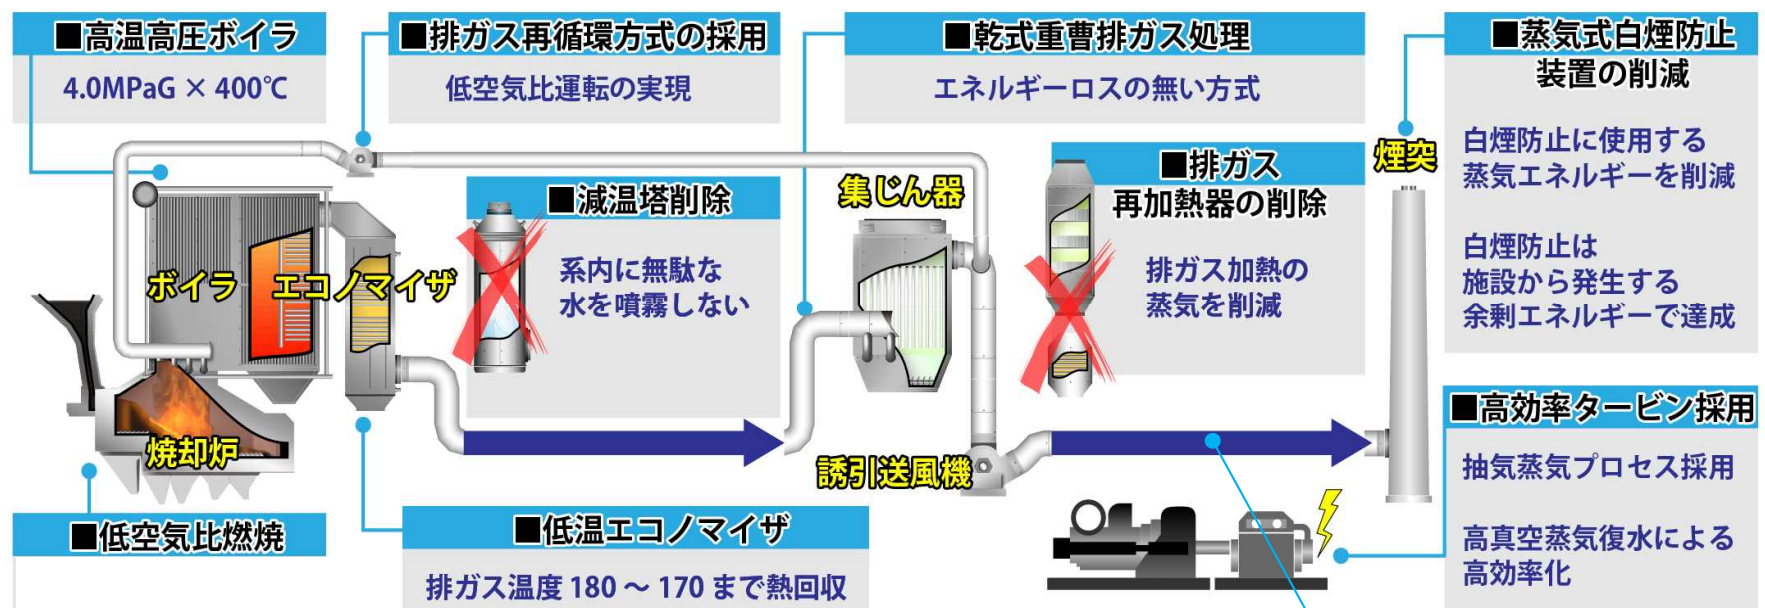 ■高温高圧ボイラ
4.0MPaG × 400℃
■排ガス再循環方式の採用
低空気比運転の実現
■乾式重曹排ガス処理
エネルギーロスの無い方式
■蒸気式白煙防止
装置の削減
白煙防止に使用する
蒸気エネルギーを削減
白煙防止は
施設から発生する
余剰エネルギーで達成
煙突
■減温塔削除
系内に無駄な
水を噴霧しない
集じん器
■排ガス
再加熱器の削除
排ガス加熱の
蒸気を削減
ボイラ
エコノマイザ
焼却炉
誘引送風機
■高効率タービン採用
抽気蒸気プロセス採用
高真空蒸気復水による
高効率化
■低空気比燃焼
■低温エコノマイザ
排ガス温度 180 ～ 170 まで熱回収